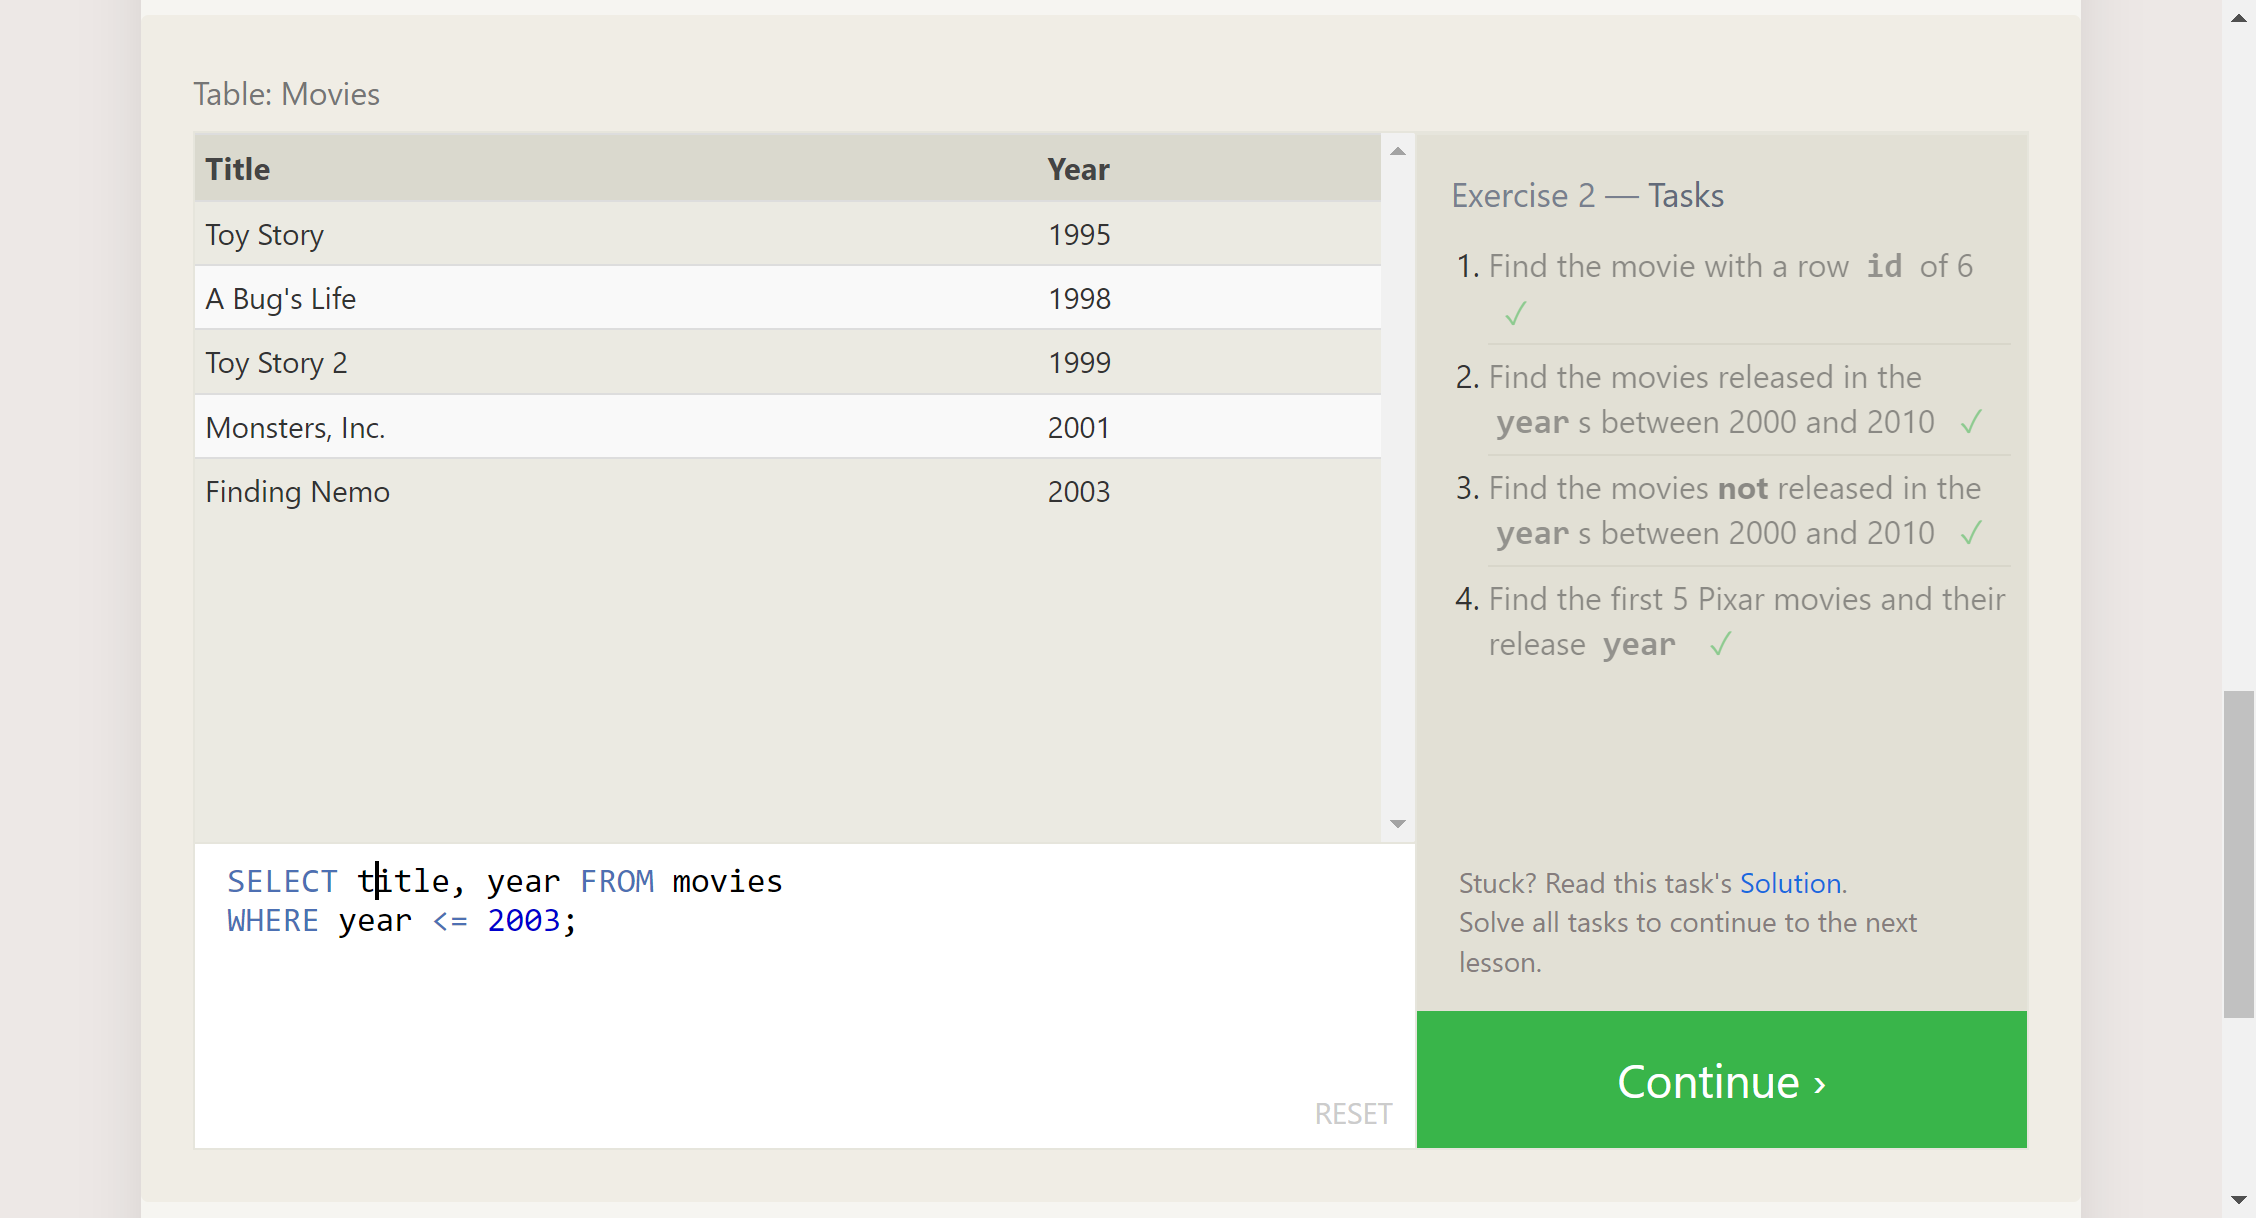 Table: Movies
Title Year
Toy Story 1995
A Bug's Life 1998
Toy Story 2 1999
Monsters, Inc. 2001
Finding Nemo 2003
SELECT title, year FROM movies
WHERE year <= 2003;
RESET
Exercise 2 — Tasks
1. Find the movie with a row id of 6
✓
2. Find the movies released in the
year s between 2000 and 2010 ✓
3. Find the movies not released in the
year s between 2000 and 2010 ✓
4. Find the first 5 Pixar movies and their
release year ✓
Stuck? Read this task's Solution.
Solve all tasks to continue to the next
lesson.
Continue ›